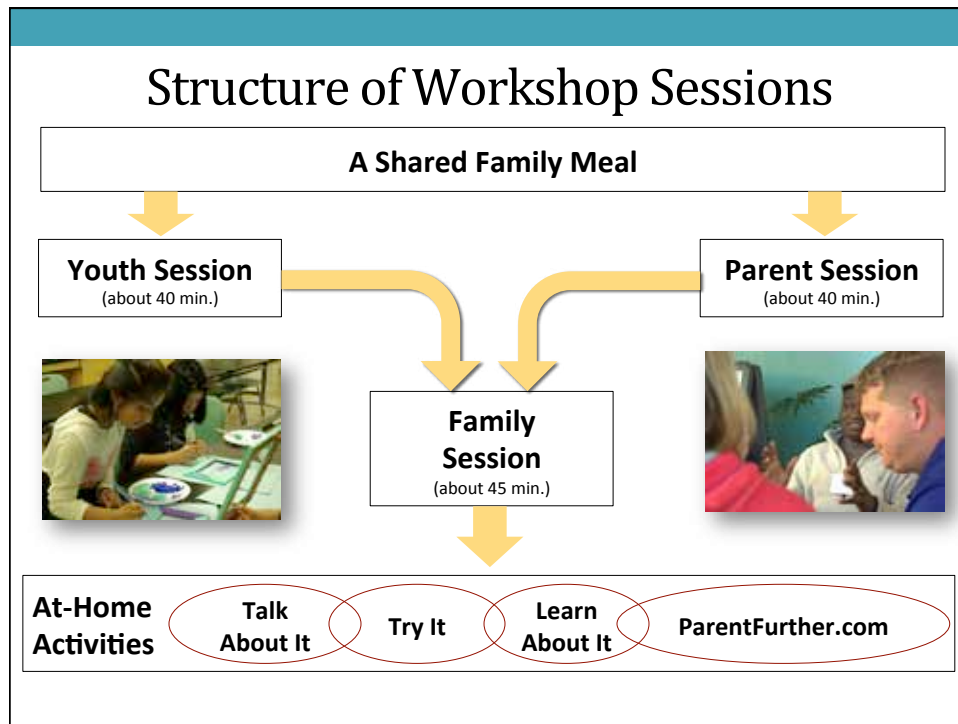 Structure of Workshop Sessions
A Shared Family Meal
Youth Session
(about 40 min.)
Parent Session
(about 40 min.)
Family
Session
(about 45 min.)
At-Home
Activities
Talk
About It
Try It
Learn
About It
ParentFurther.com